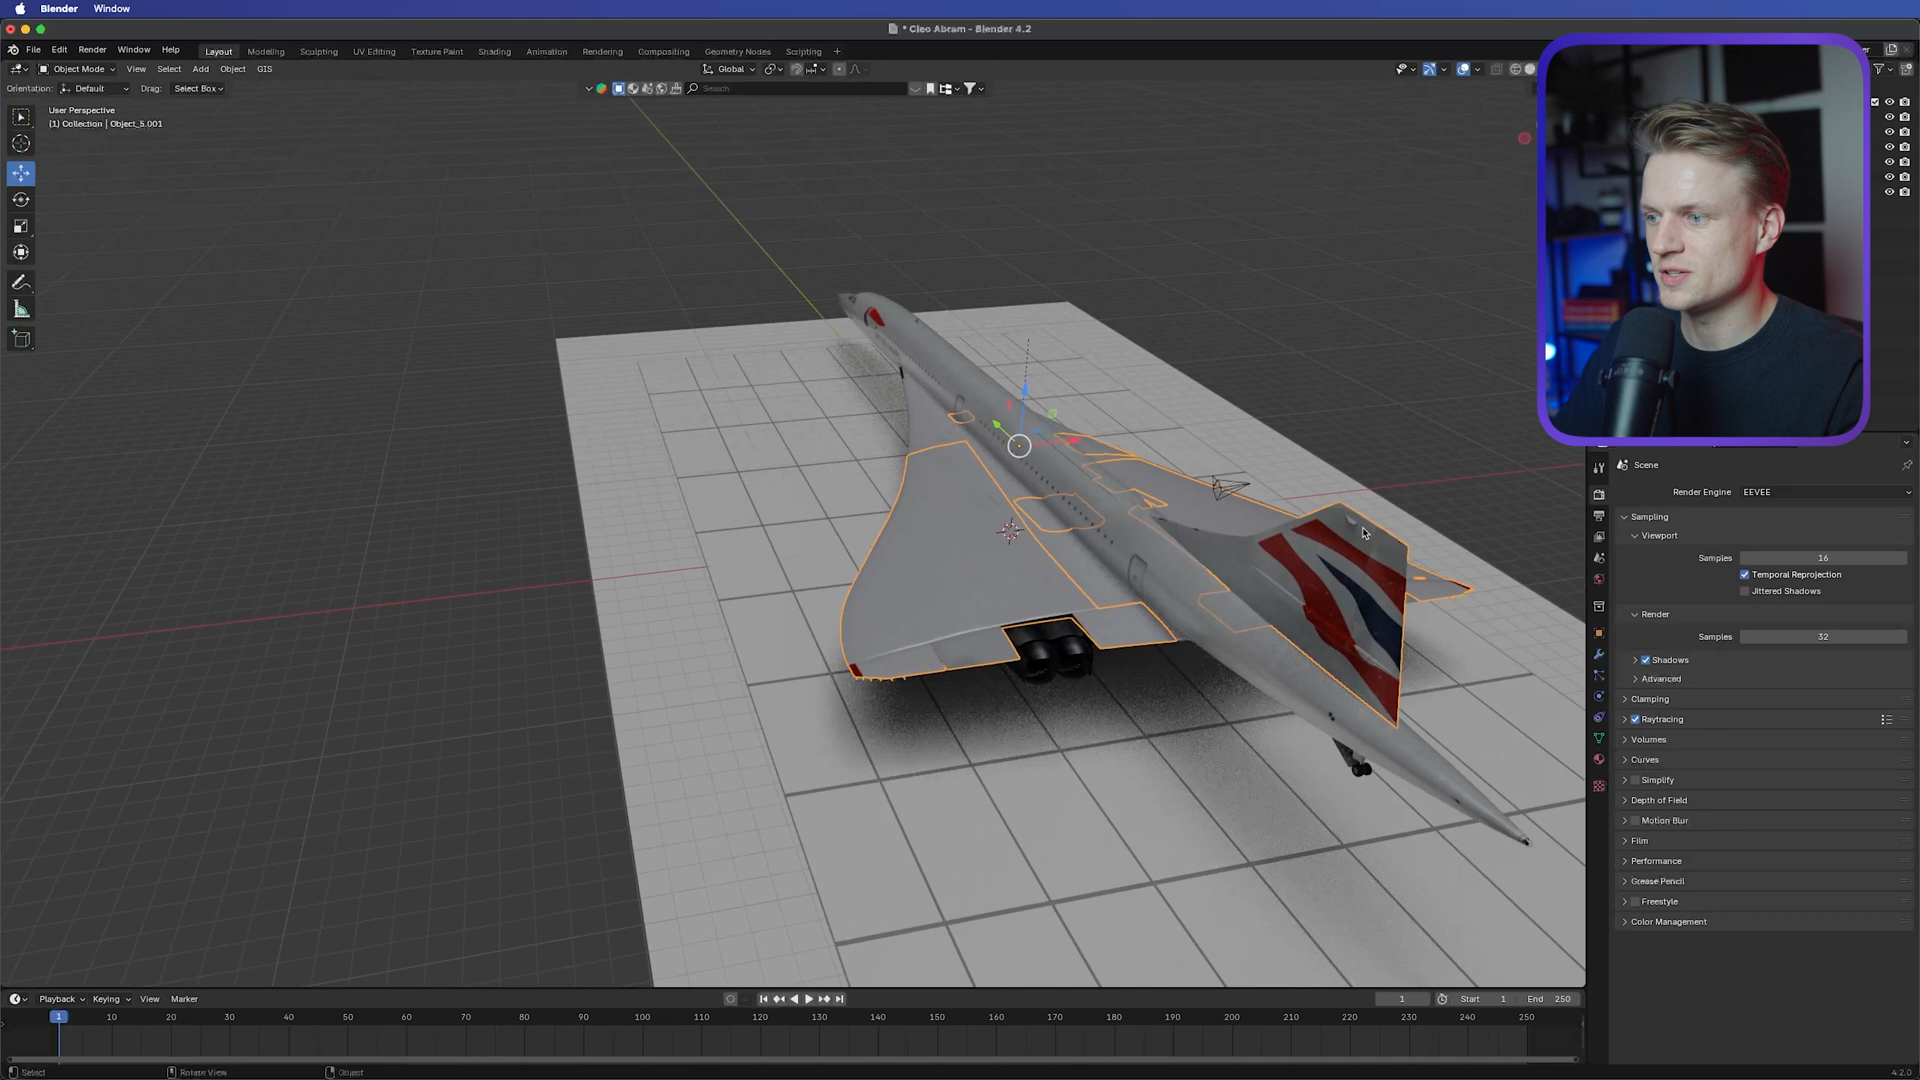 Blender Window
* Cleo Abram - Blender 4.2
File Edit Render Window Help Layout Modeling Sculpting UV Editing Texture Paint Shading Animation Rendering Compositing Geometry Nodes Scripting +
Object Mode View Select Add Object GIS Global
Orientation: Default Drag: Select Box Search
User Perspective
(1) Collection | Object_5.001
Scene
Render Engine EEVEE
Sampling
Viewport
Samples 16
Temporal Reprojection
Jittered Shadows
Render
Samples 32
Shadows
Advanced
Clamping
Raytracing
Volumes
Curves
Simplify
Depth of Field
Motion Blur
Film
Performance
Grease Pencil
Freestyle
Color Management
Playback Keying View Marker 1 Start 1 End 250
1 10 20 30 40 50 60 70 80 90 100 110 120 130 140 150 160 170 180 190 200 210 220 230 240 250
Select Rotate View Object 4.2.0